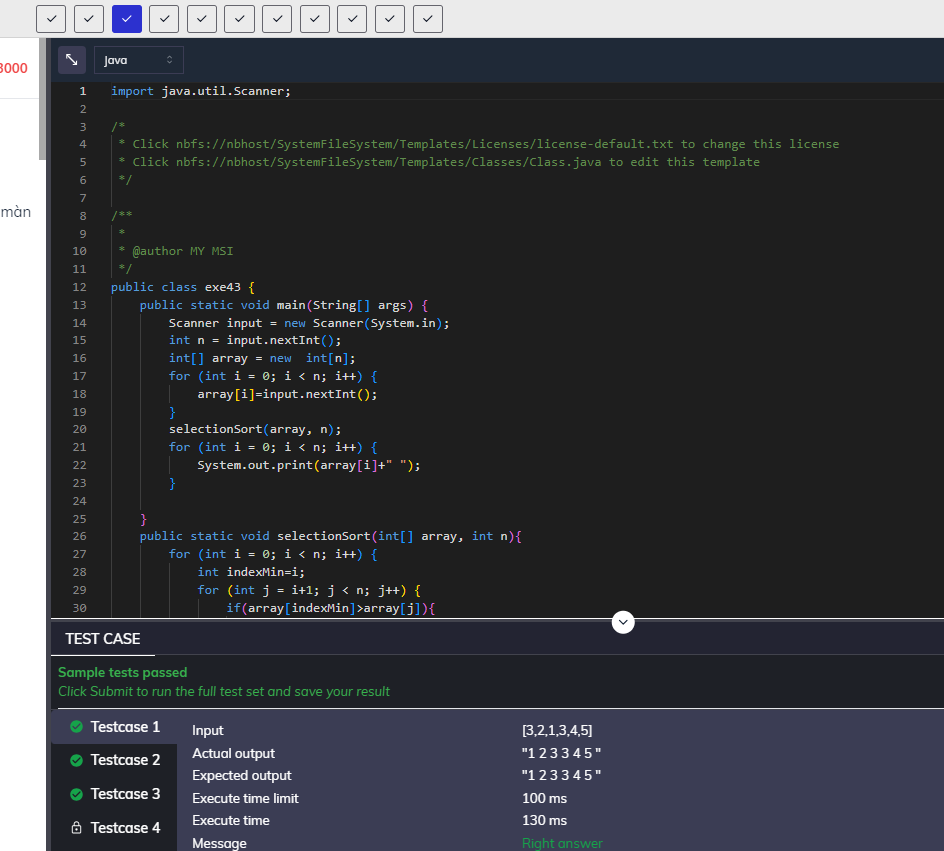 3000
màn
Java
1 import java.util.Scanner;
2
3 /*
4 * Click nbfs://nbhost/SystemFileSystem/Templates/Licenses/license-default.txt to change this license
5 * Click nbfs://nbhost/SystemFileSystem/Templates/Classes/Class.java to edit this template
6 */
7
8 /**
9 *
10 * @author MY MSI
11 */
12 public class exe43 {
13 public static void main(String[] args) {
14 Scanner input = new Scanner(System.in);
15 int n = input.nextInt();
16 int[] array = new  int[n];
17 for (int i = 0; i < n; i++) {
18 array[i]=input.nextInt();
19 }
20 selectionSort(array, n);
21 for (int i = 0; i < n; i++) {
22 System.out.print(array[i]+" ");
23 }
24
25 }
26 public static void selectionSort(int[] array, int n){
27 for (int i = 0; i < n; i++) {
28 int indexMin=i;
29 for (int j = i+1; j < n; j++) {
30 if(array[indexMin]>array[j]){
TEST CASE
Sample tests passed
Click Submit to run the full test set and save your result
Testcase 1
Testcase 2
Testcase 3
Testcase 4
Input [3,2,1,3,4,5]
Actual output "1 2 3 3 4 5 "
Expected output "1 2 3 3 4 5 "
Execute time limit 100 ms
Execute time 130 ms
Message Right answer